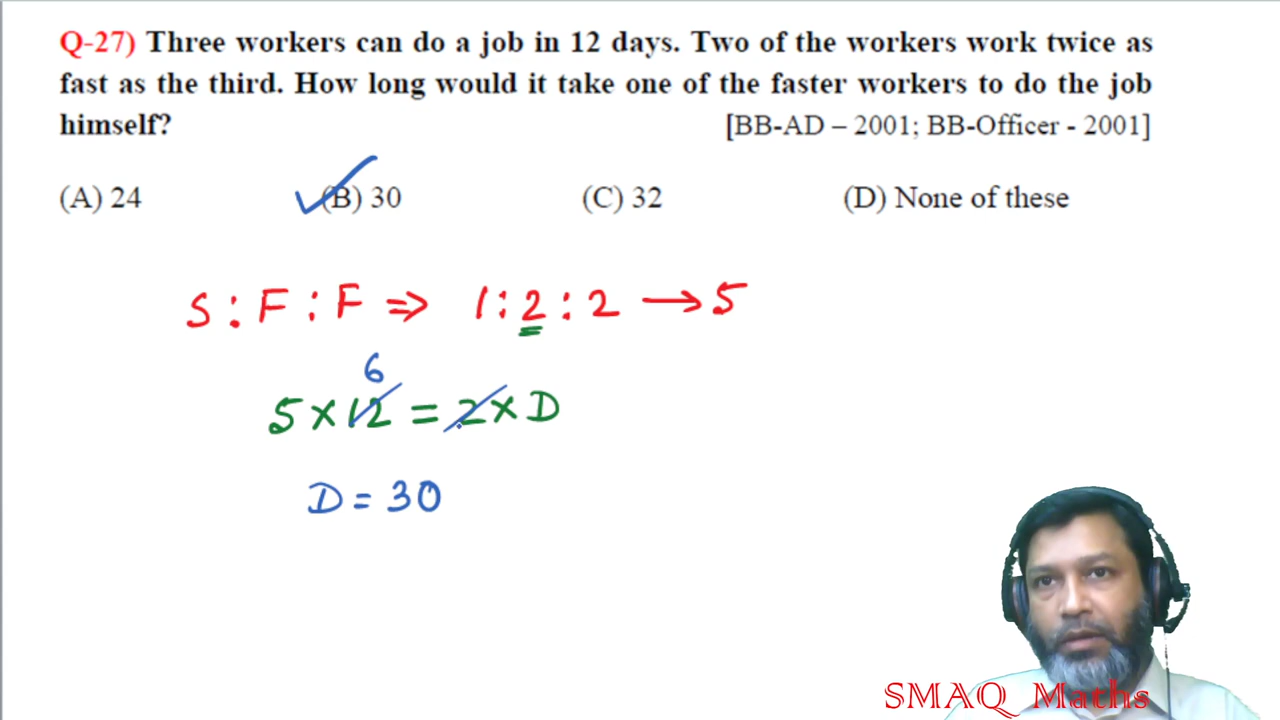 Q-27) Three workers can do a job in 12 days. Two of the workers work twice as
fast as the third. How long would it take one of the faster workers to do the job
himself? [BB-AD – 2001; BB-Officer - 2001]
(A) 24 (B) 30 (C) 32 (D) None of these
S : F : F ⇒ 1 : 2 : 2 → 5
6
5 × 12 = 2 × D
D = 30
SMAQ Maths